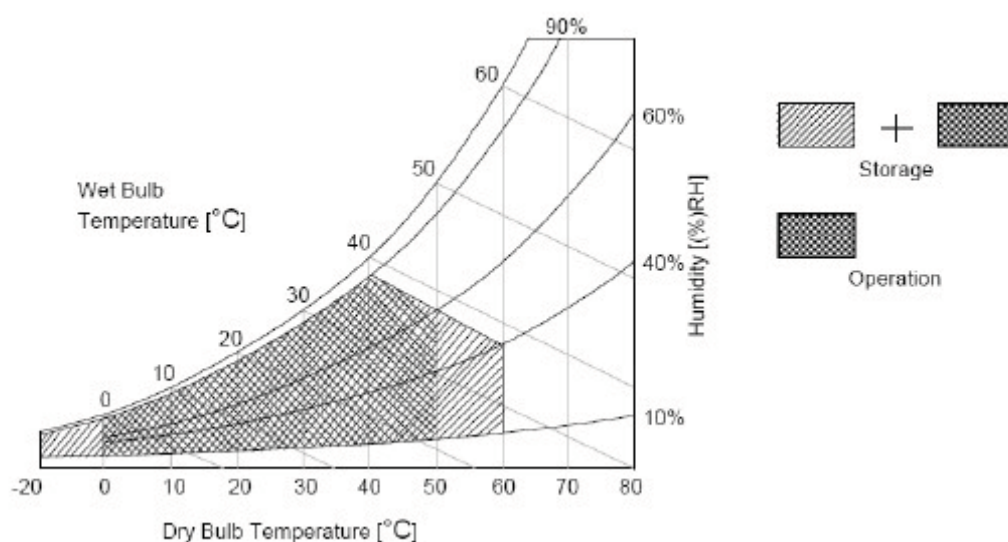 90%
60
60%
50
Wet Bulb
Temperature [°C]
40
40%
30
20
10
0
10%
Humidity [(%)RH]
-20 0 10 20 30 40 50 60 70 80
Dry Bulb Temperature [°C]
+
Storage
Operation